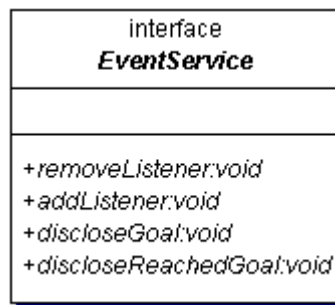 interface
EventService
+removeListener:void
+addListener:void
+discloseGoal:void
+discloseReachedGoal:void